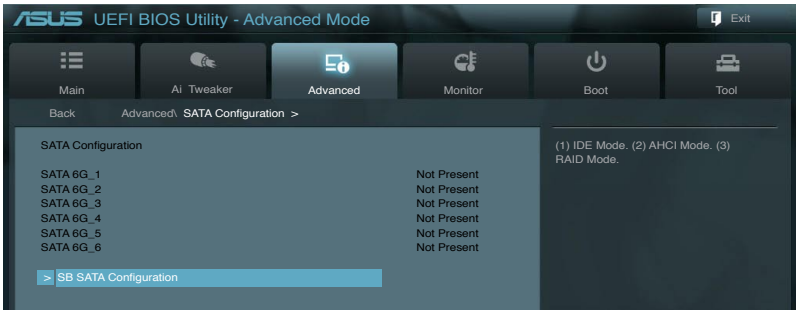 ASUS UEFI BIOS Utility - Advanced Mode Exit
Main Ai Tweaker Advanced Monitor Boot Tool
Back Advanced\ SATA Configuration >
SATA Configuration
SATA 6G_1 Not Present
SATA 6G_2 Not Present
SATA 6G_3 Not Present
SATA 6G_4 Not Present
SATA 6G_5 Not Present
SATA 6G_6 Not Present
> SB SATA Configuration
(1) IDE Mode. (2) AHCI Mode. (3)
RAID Mode.